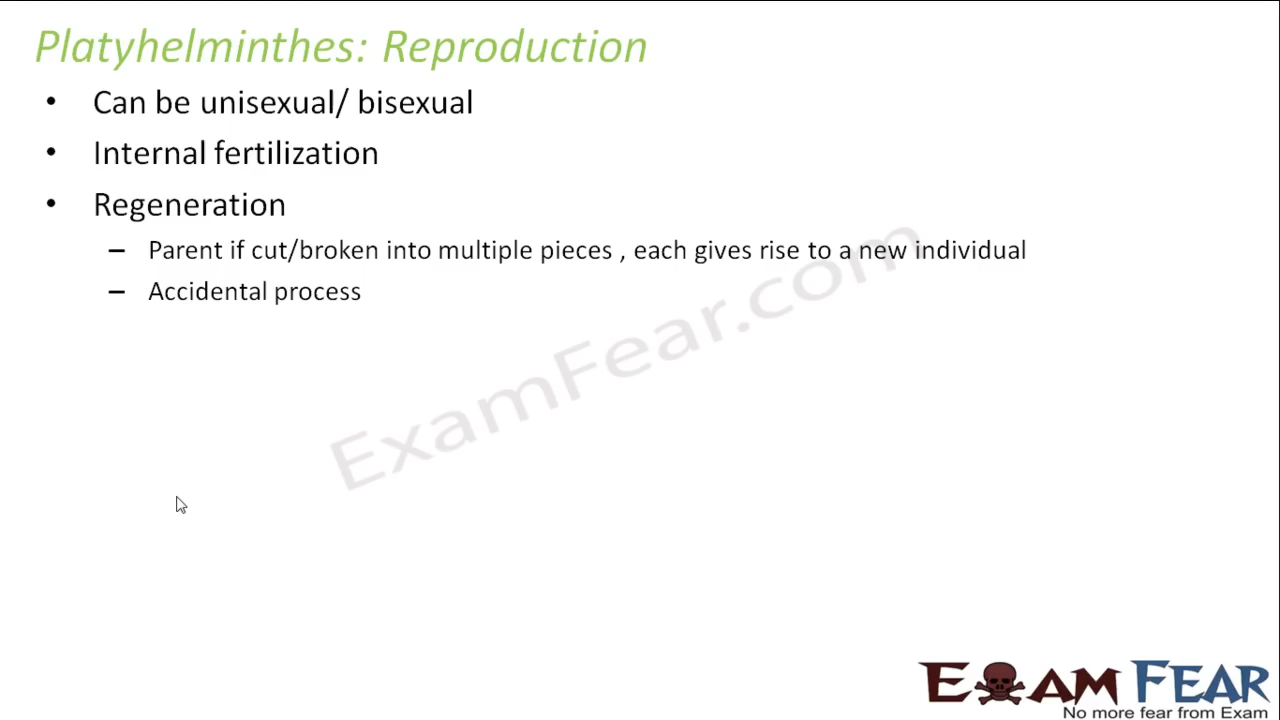 Platyhelminthes: Reproduction
• Can be unisexual/ bisexual
• Internal fertilization
• Regeneration
– Parent if cut/broken into multiple pieces , each gives rise to a new individual
– Accidental process
ExamFear.com
EXAM FEAR
No more fear from Exam